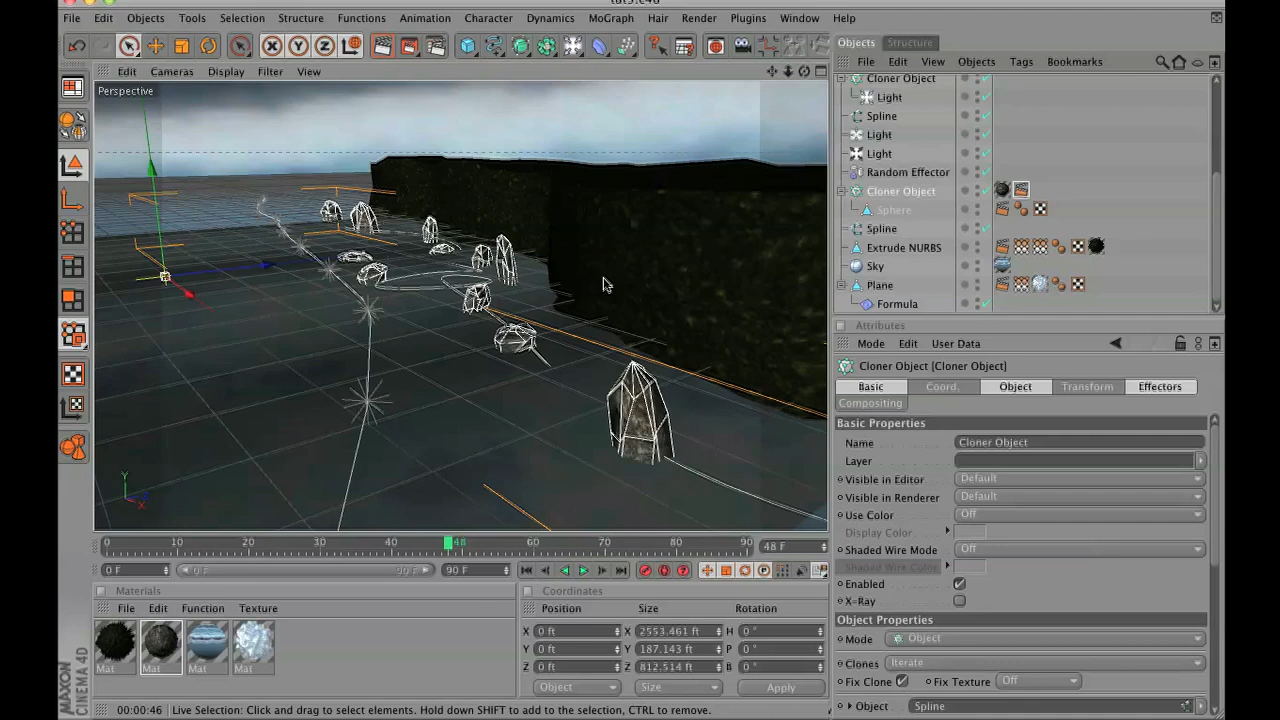 tut5.c4d
File Edit Objects Tools Selection Structure Functions Animation Character Dynamics MoGraph Hair Render Plugins Window Help
Edit Cameras Display Filter View
Perspective
Y
Z
X
0 10 20 30 40 48 60 70 80 90 48 F
0 F 0 F 90 F 90 F
Materials
File Edit Function Texture
Mat Mat Mat Mat
Coordinates
Position Size Rotation
X 0 ft X 2553.461 ft H 0 °
Y 0 ft Y 187.143 ft P 0 °
Z 0 ft Z 812.514 ft B 0 °
Object Size Apply
MAXON
CINEMA 4D
00:00:46 Live Selection: Click and drag to select elements. Hold down SHIFT to add to the selection, CTRL to remove.
Objects Structure
File Edit View Objects Tags Bookmarks
Cloner Object
Light
Spline
Light
Light
Random Effector
Cloner Object
Sphere
Spline
Extrude NURBS
Sky
Plane
Formula
Attributes
Mode Edit User Data
Cloner Object [Cloner Object]
Basic Coord. Object Transform Effectors
Compositing
Basic Properties
Name Cloner Object
Layer
Visible in Editor Default
Visible in Renderer Default
Use Color Off
Display Color
Shaded Wire Mode Off
Shaded Wire Color
Enabled
X-Ray
Object Properties
Mode Object
Clones Iterate
Fix Clone Fix Texture Off
Object Spline